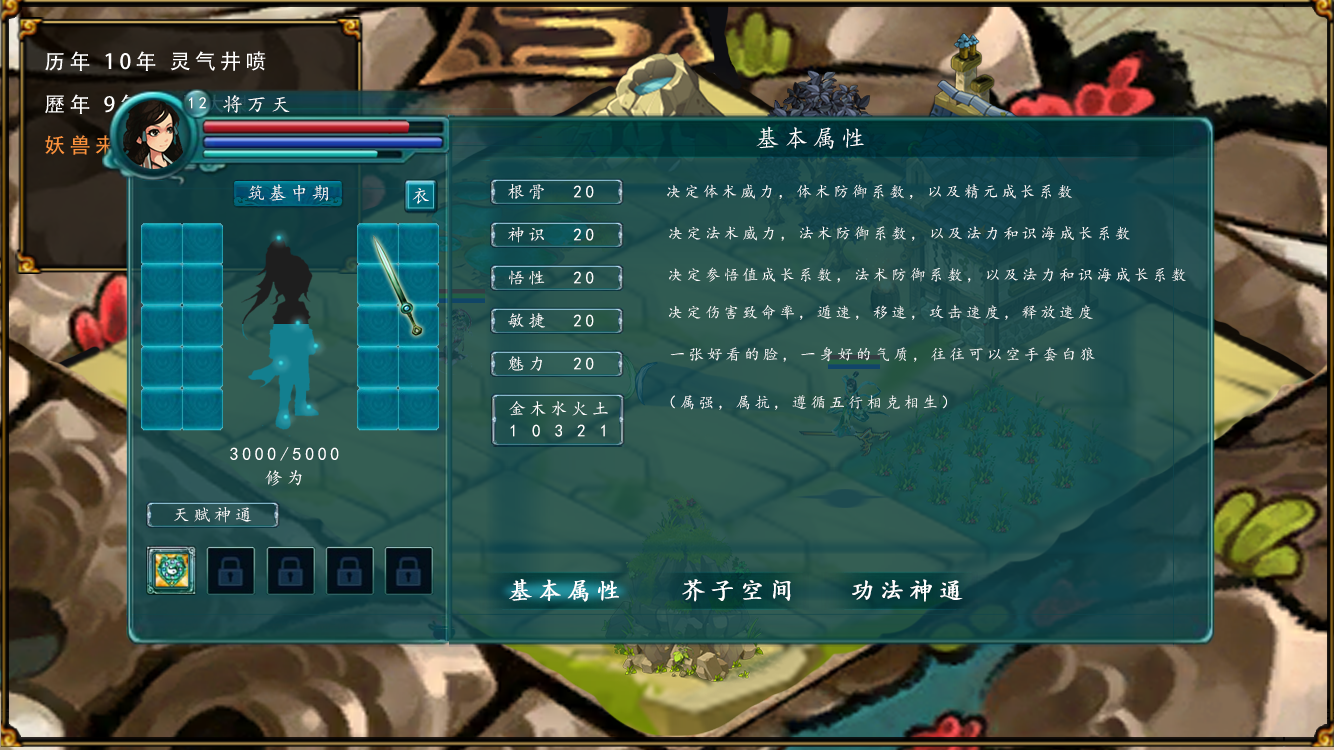 历年 10年 灵气井喷
歷年 9
妖兽来
12 将万天
筑基中期
衣
3000/5000
修为
天赋神通
基本属性
根骨 20 决定体术威力，体术防御系数，以及精元成长系数
神识 20 决定法术威力，法术防御系数，以及法力和识海成长系数
悟性 20 决定参悟值成长系数，法术防御系数，以及法力和识海成长系数
敏捷 20 决定伤害致命率，遁速，移速，攻击速度，释放速度
魅力 20 一张好看的脸，一身好的气质，往往可以空手套白狼
金木水火土 （属强，属抗，遵循五行相克相生）
1 0 3 2 1
基本属性 芥子空间 功法神通